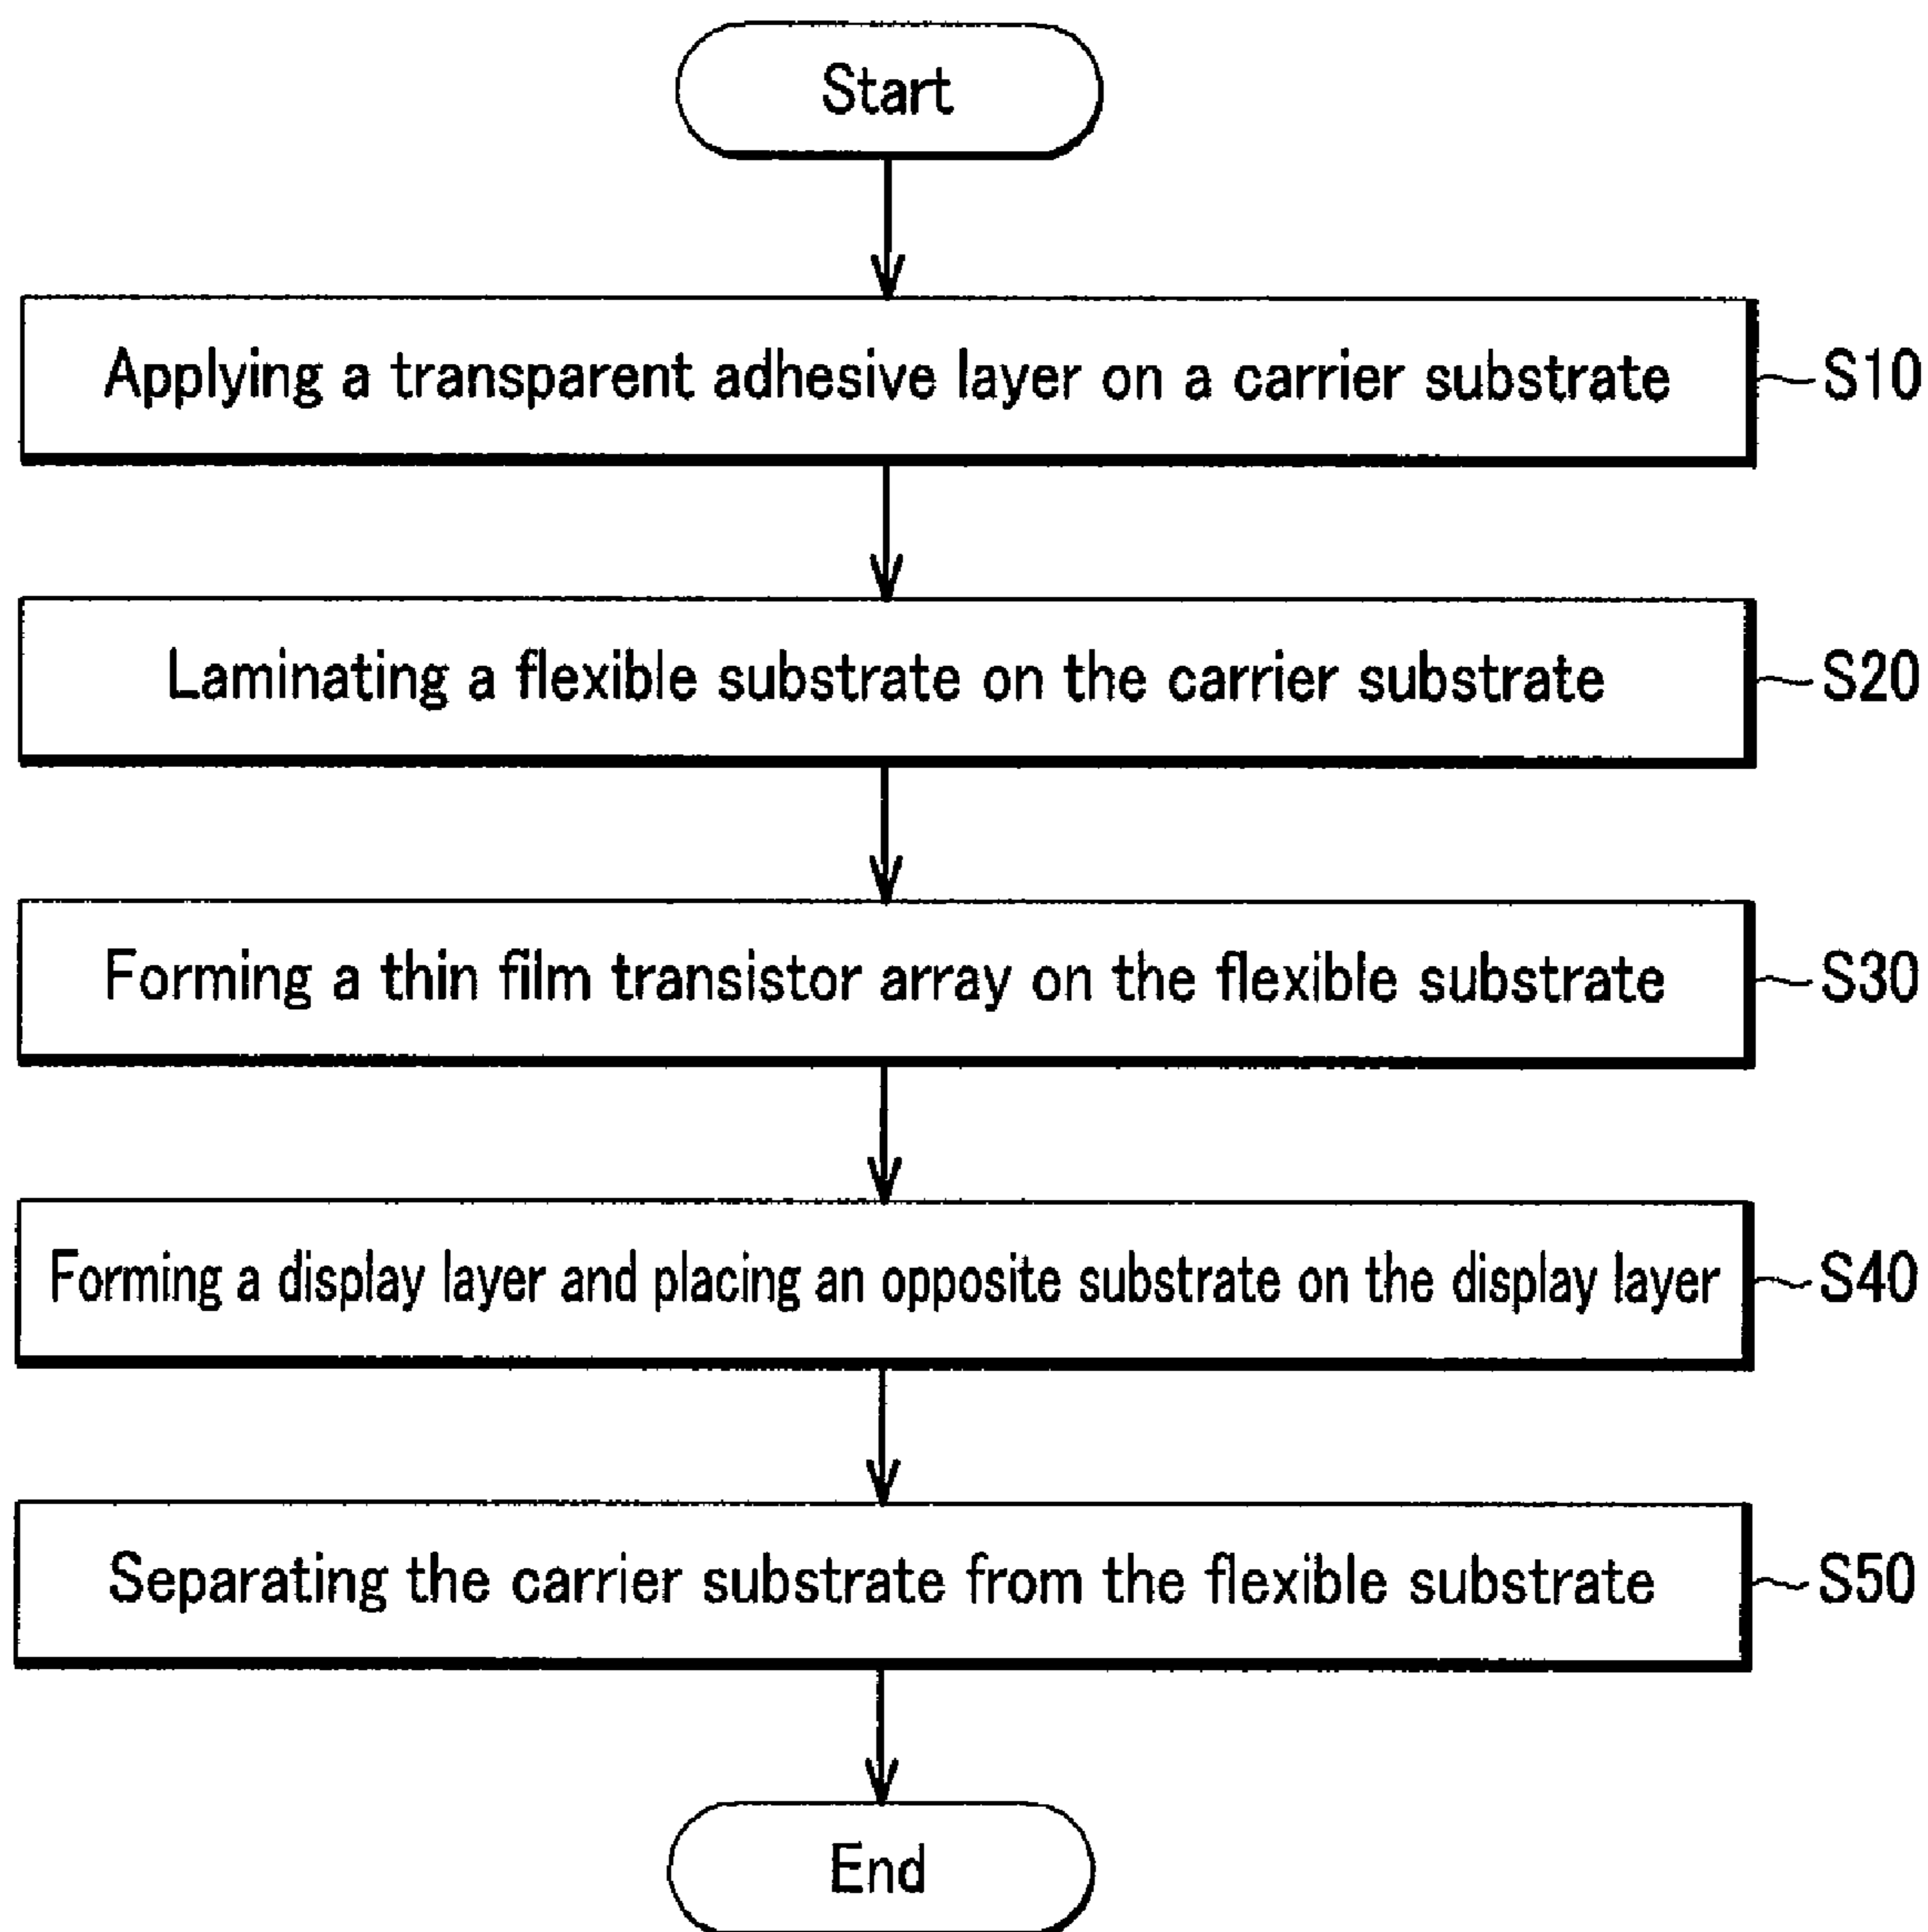 Start
Applying a transparent adhesive layer on a carrier substrate
S10
Laminating a flexible substrate on the carrier substrate
S20
Forming a thin film transistor array on the flexible substrate
S30
Forming a display layer and placing an opposite substrate on the display layer
S40
Separating the carrier substrate from the flexible substrate
S50
End